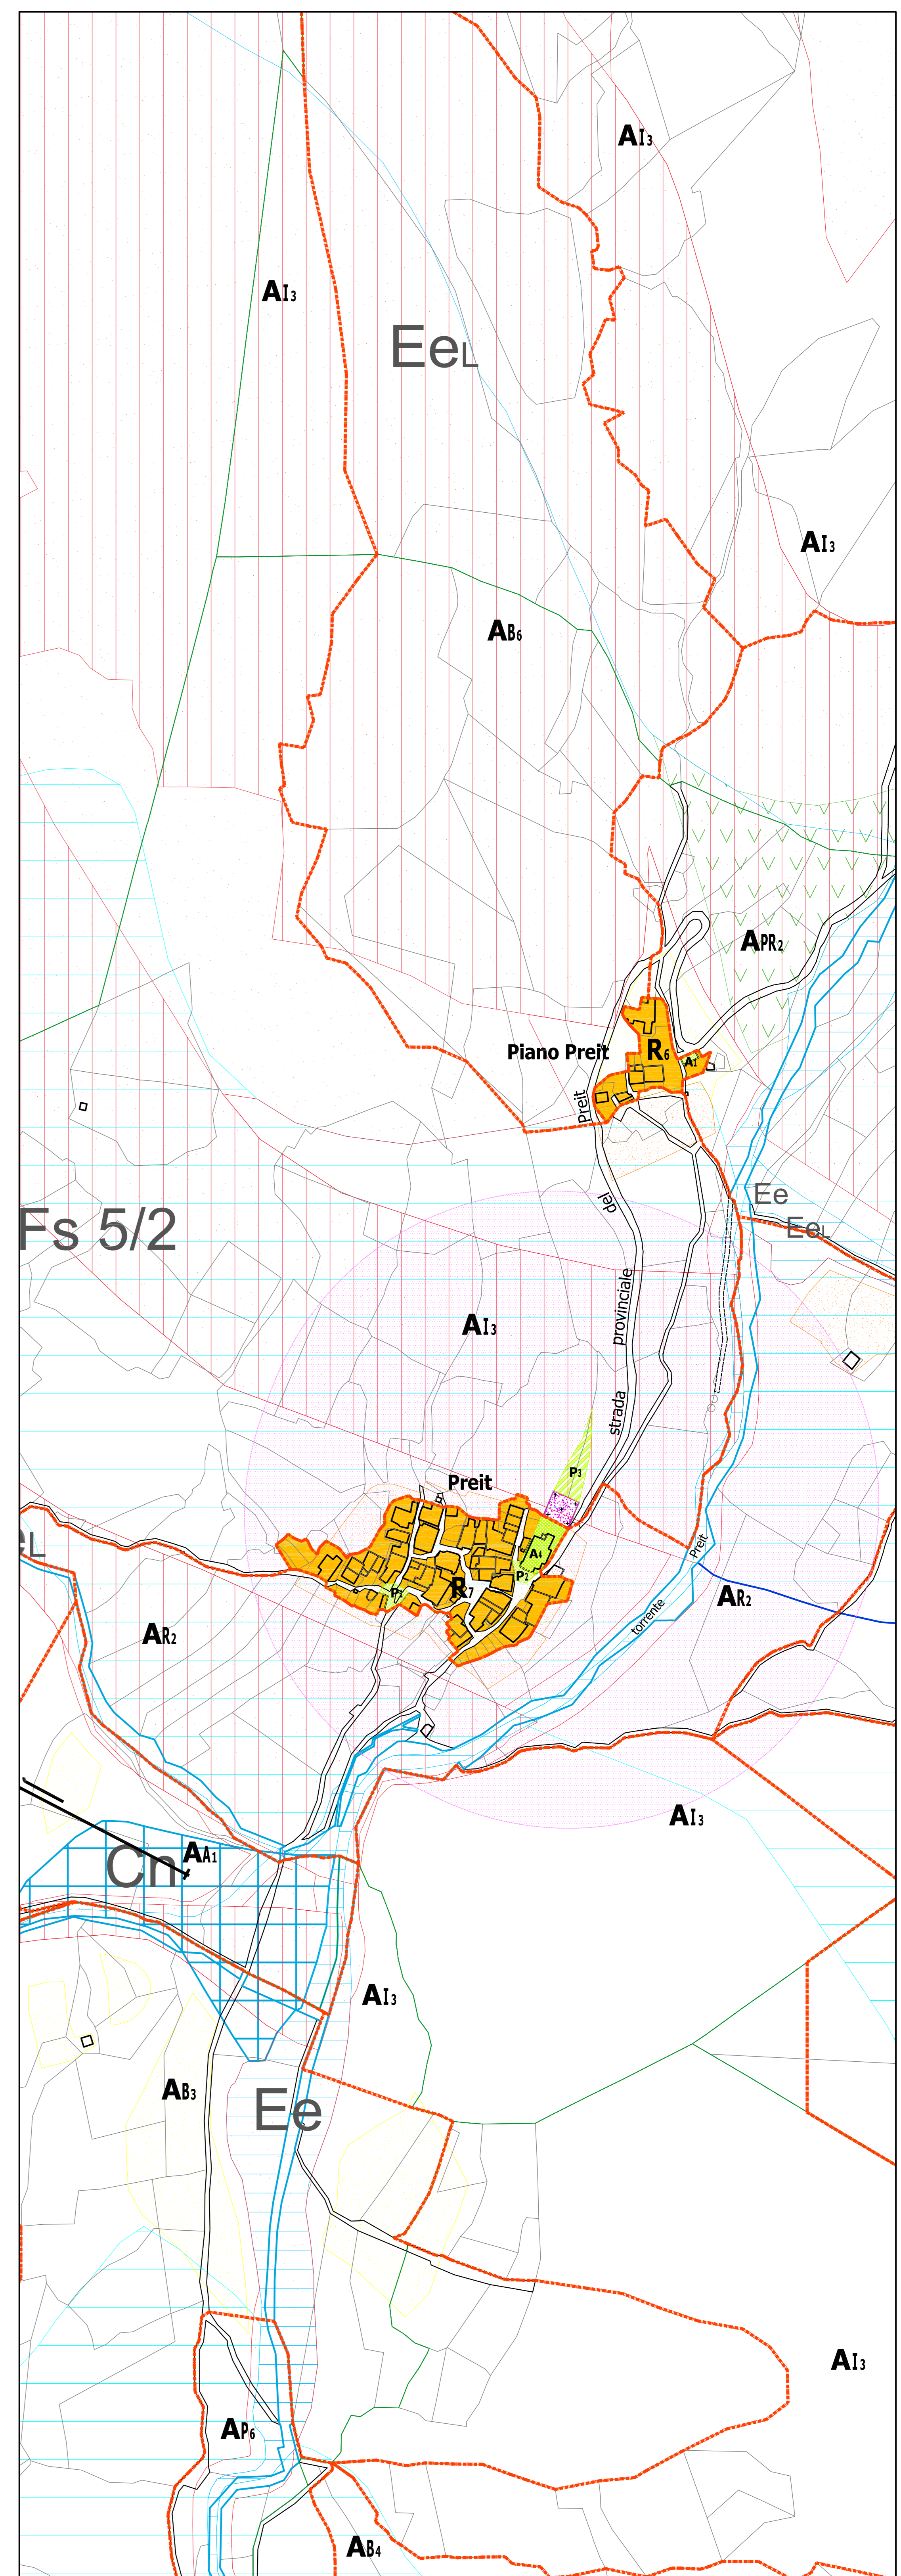 AI3
AI3
EeL
AI3
AB6
APR2
Piano Preit
R6
A1
Preit
del
Ee
EeL
Fs 5/2
AI3
provinciale
strada
P3
Preit
A4
P2
P1
R7
Preit
torrente
AR2
AR2
AI3
AA1
Cn
AI3
AB3
Ee
AI3
AP6
AB4